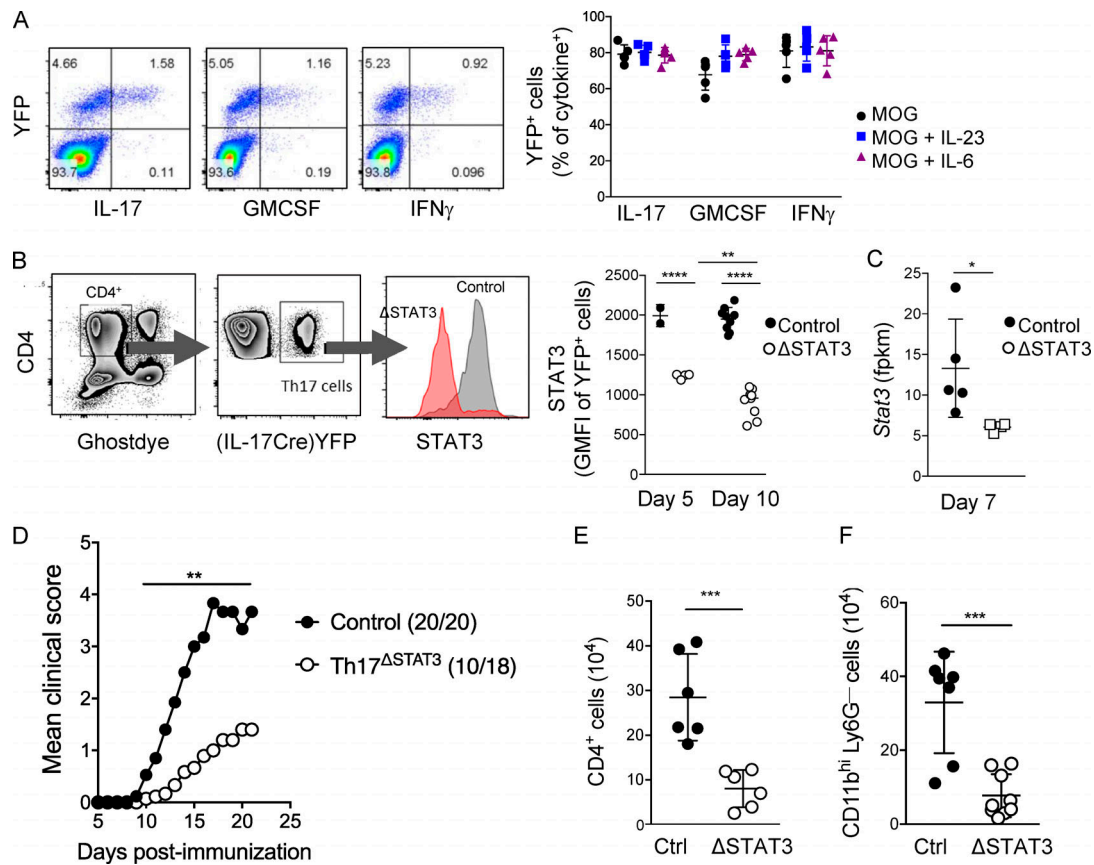 A
4.66 1.58
5.05 1.16
5.23 0.92
YFP
93.7 0.11
93.6 0.19
93.8 0.096
IL-17 GMCSF IFNγ
YFP⁺ cells
(% of cytokine⁺)
100
80
60
40
20
0
IL-17 GMCSF IFNγ
MOG
MOG + IL-23
MOG + IL-6
B
CD4
CD4⁺
Ghostdye
Th17 cells
(IL-17Cre)YFP
ΔSTAT3
Control
STAT3
STAT3
(GMFI of YFP⁺ cells)
2500
2000
1500
1000
500
0
**
**** ****
Day 5 Day 10
Control
ΔSTAT3
C
Stat3 (fpkm)
25
20
15
10
5
0
*
Day 7
D
Mean clinical score
5
4
3
2
1
0
**
Control (20/20)
Th17ΔSTAT3 (10/18)
5 10 15 20 25
Days post-immunization
E
CD4⁺ cells (10⁴)
50
40
30
20
10
0
***
Ctrl ΔSTAT3
F
CD11bʰⁱ Ly6G⁻ cells (10⁴)
60
40
20
0
***
Ctrl ΔSTAT3